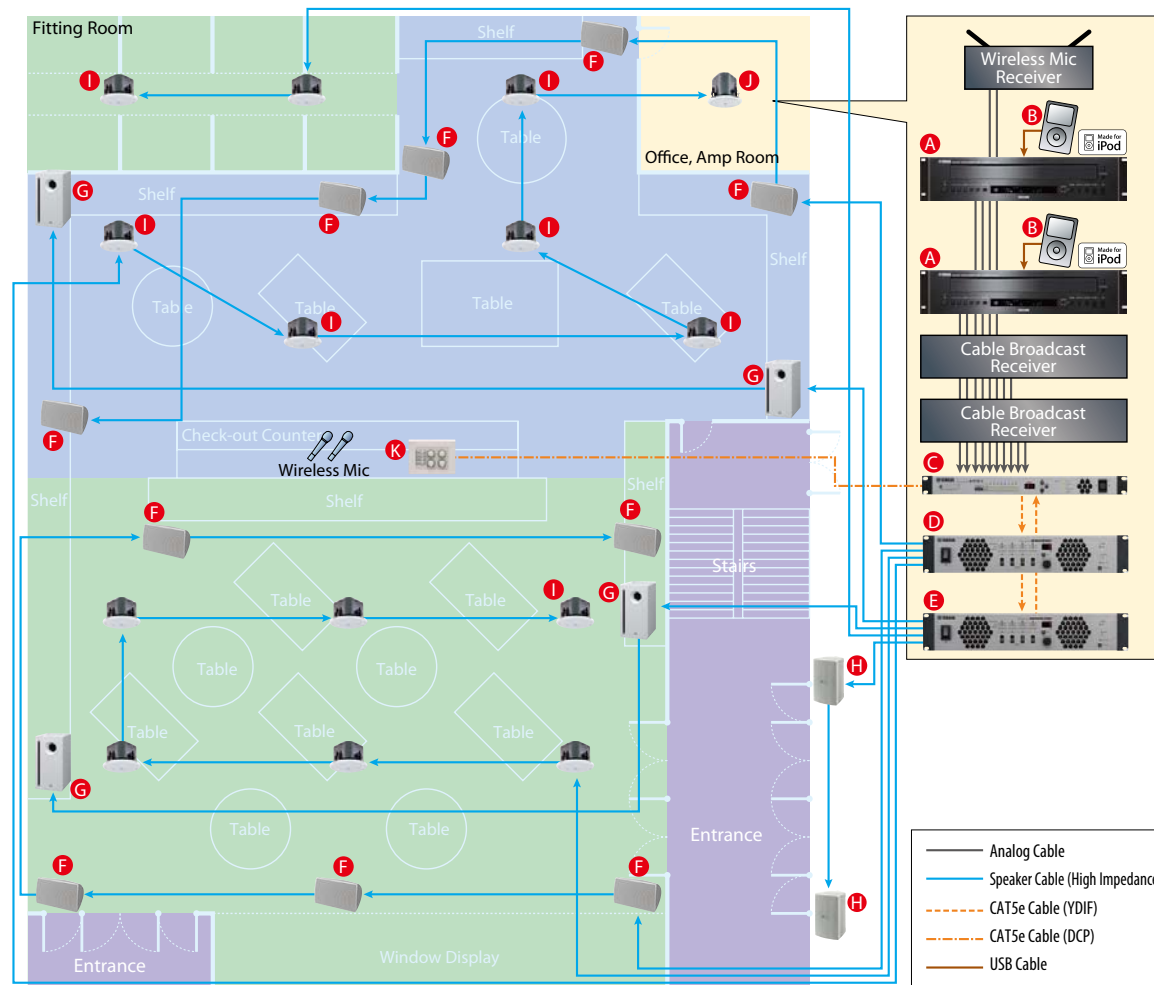 Fitting Room
Shelf
F
I
I
J
Table
Office, Amp Room
F
F
F
G
Shelf
I
I
Shelf
Table
Table
Table
Table
I
I
G
F
Check-out Counter
Wireless Mic
K
Shelf
Shelf
Shelf
F
F
Stairs
Table
Table
I
G
Table
Table
Table
Table
Table
H
G
Table
Table
Entrance
F
F
F
H
Entrance
Window Display
Wireless Mic
Receiver
B
Made for
iPod
A
B
Made for
iPod
A
Cable Broadcast
Receiver
Cable Broadcast
Receiver
C
D
E
Analog Cable
Speaker Cable (High Impedance
CAT5e Cable (YDIF)
CAT5e Cable (DCP)
USB Cable